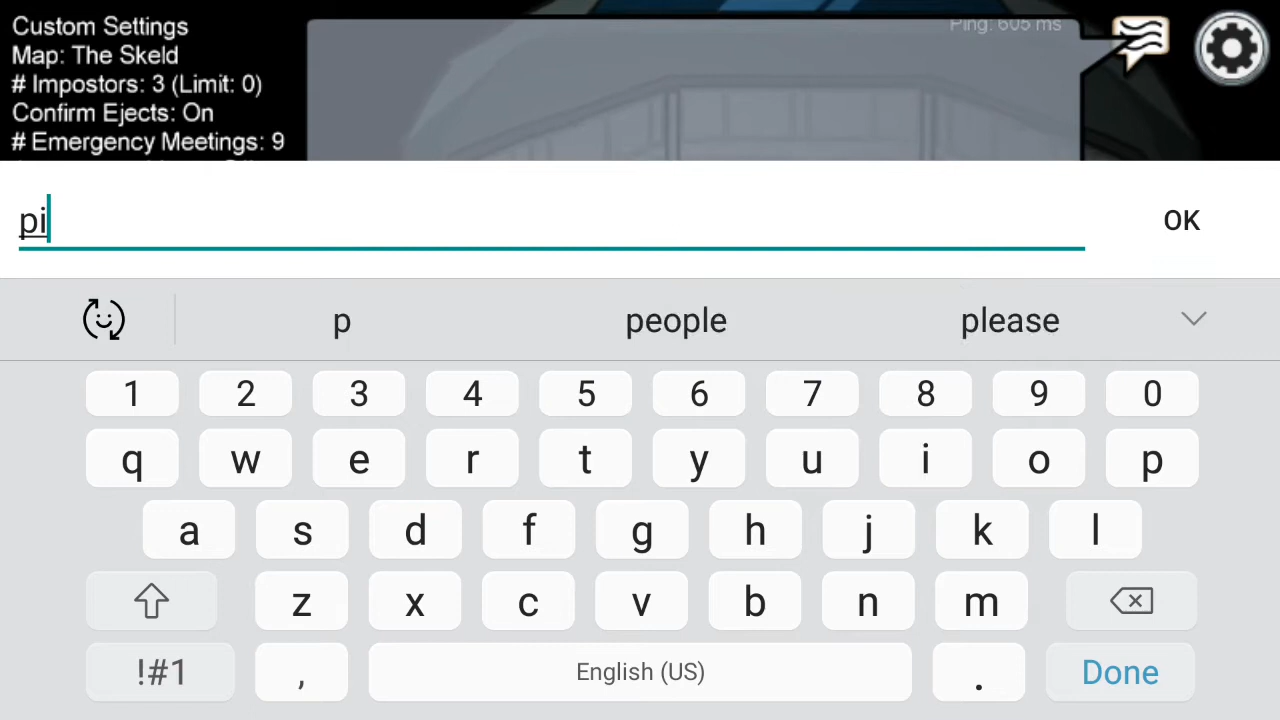 Custom Settings
Map: The Skeld
# Impostors: 3 (Limit: 0)
Confirm Ejects: On
# Emergency Meetings: 9
Ping: 605 ms
pi
OK
p people please
1 2 3 4 5 6 7 8 9 0
q w e r t y u i o p
a s d f g h j k l
z x c v b n m
!#1 , English (US) . Done